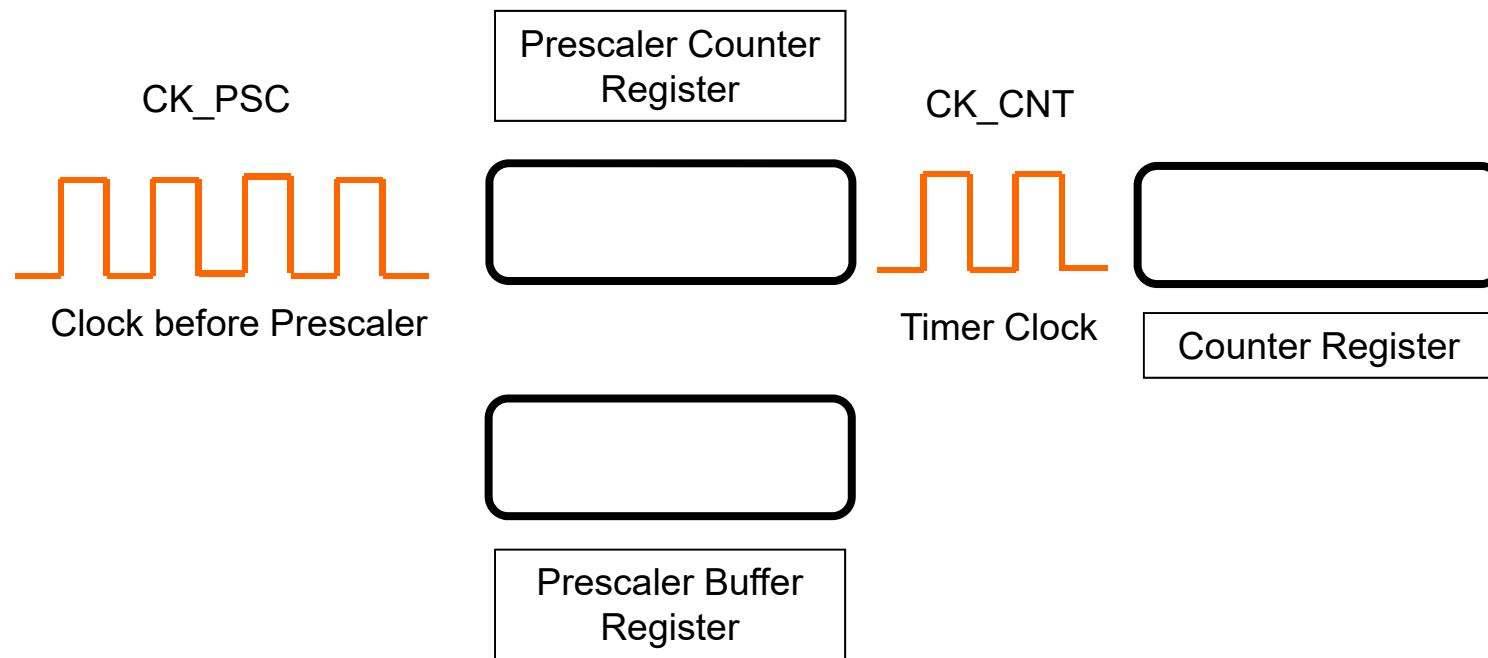 Prescaler Counter
Register
CK_PSC
CK_CNT
Clock before Prescaler
Timer Clock
Counter Register
Prescaler Buffer
Register